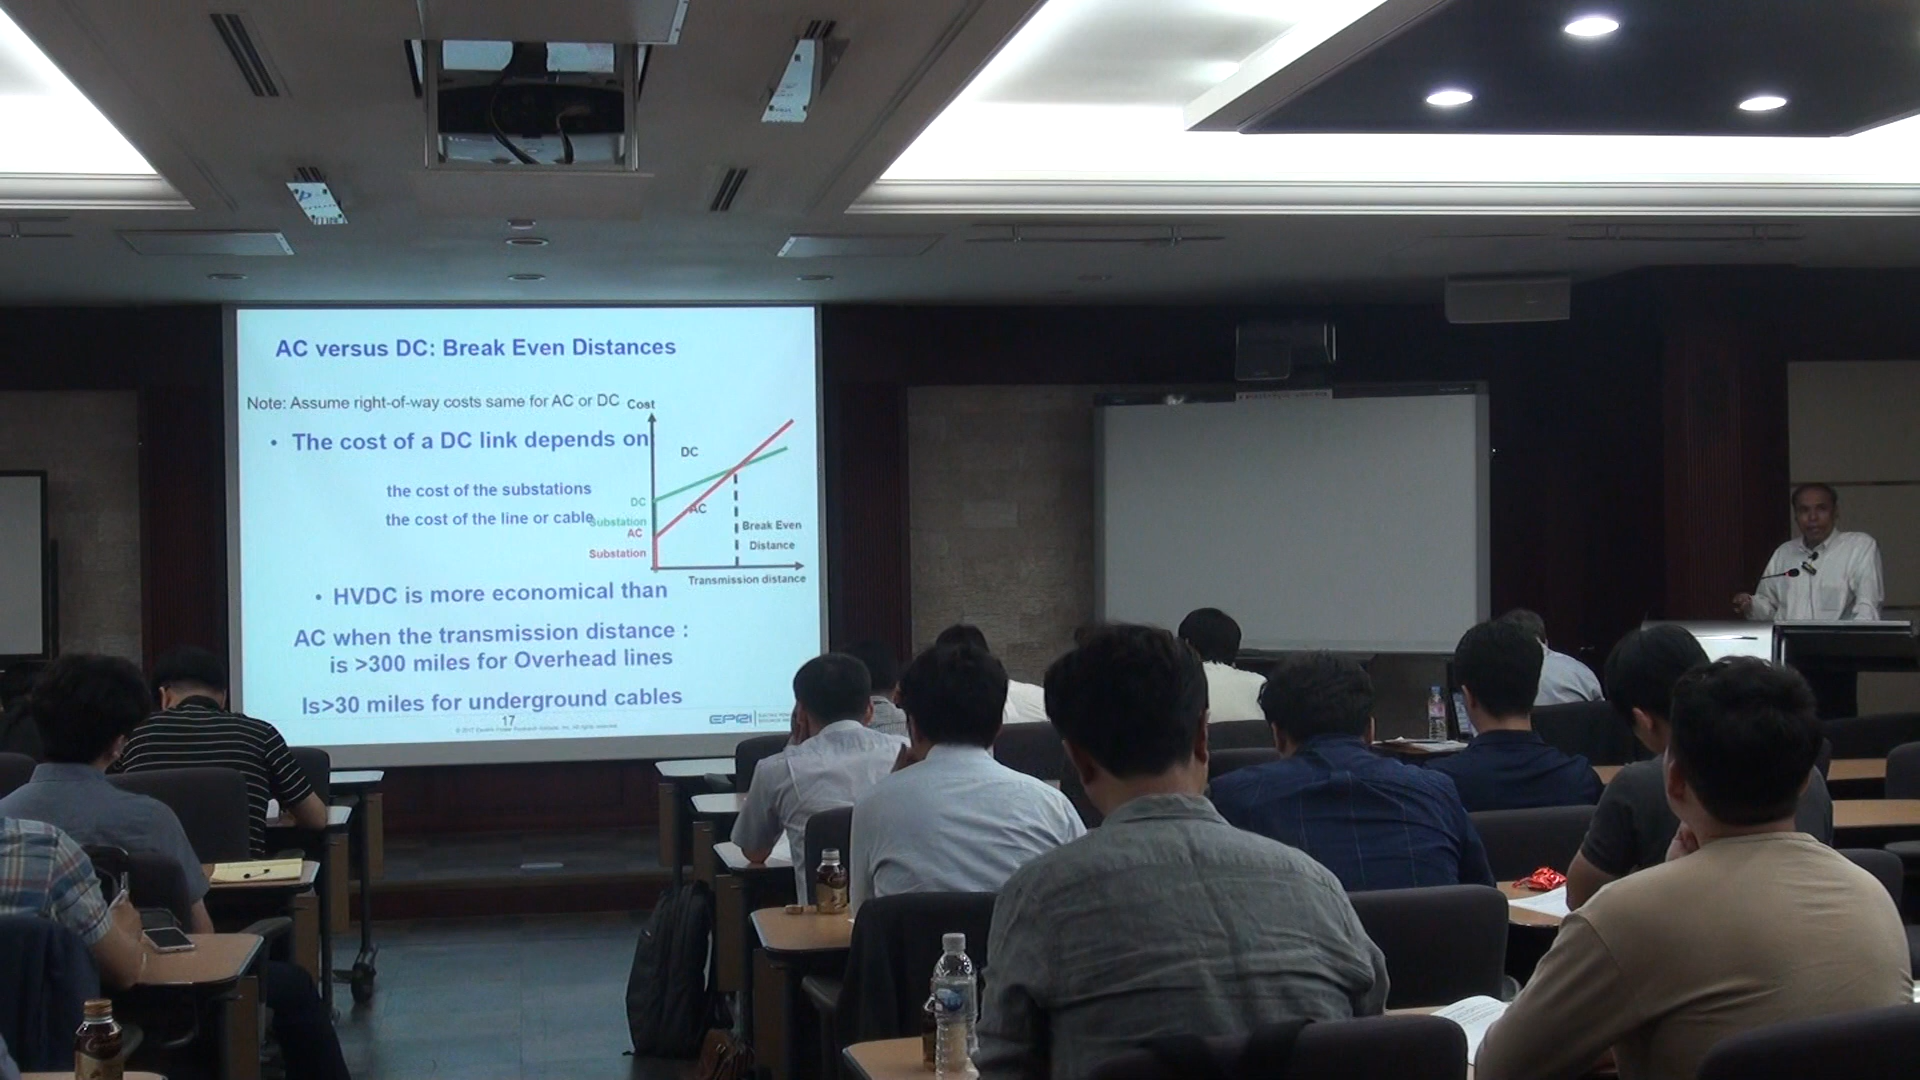 AC versus DC: Break Even Distances
Note: Assume right-of-way costs same for AC or DC
Cost
• The cost of a DC link depends on
DC
the cost of the substations
DC
AC
the cost of the line or cable
Substation
Break Even
AC
Distance
Substation
Transmission distance
• HVDC is more economical than
AC when the transmission distance :
is >300 miles for Overhead lines
Is>30 miles for underground cables
17
EPRI